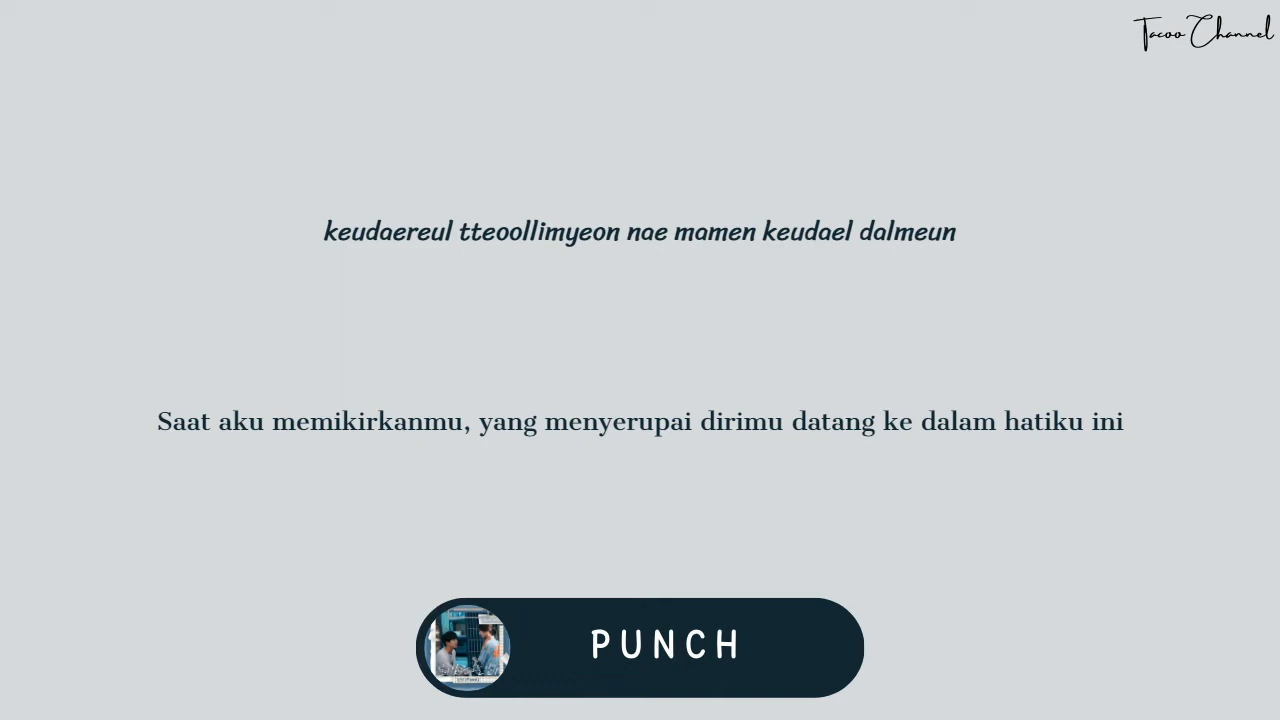 Tacoo Channel
keudaereul tteoollimyeon nae mamen keudael dalmeun
Saat aku memikirkanmu, yang menyerupai dirimu datang ke dalam hatiku ini
PUNCH